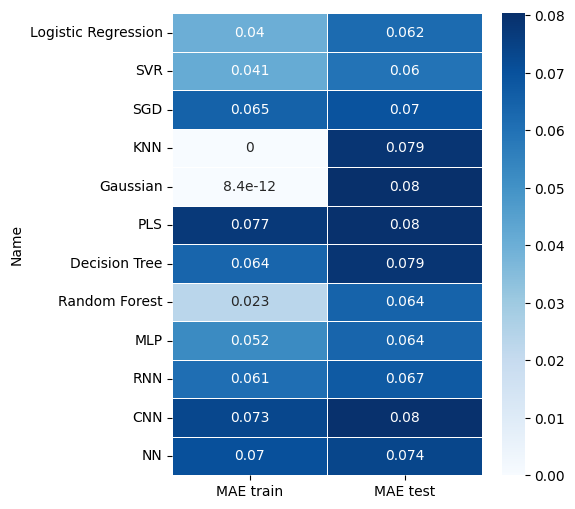 Name
Logistic Regression 0.04 0.062
SVR 0.041 0.06
SGD 0.065 0.07
KNN 0 0.079
Gaussian 8.4e-12 0.08
PLS 0.077 0.08
Decision Tree 0.064 0.079
Random Forest 0.023 0.064
MLP 0.052 0.064
RNN 0.061 0.067
CNN 0.073 0.08
NN 0.07 0.074
MAE train MAE test
0.08
0.07
0.06
0.05
0.04
0.03
0.02
0.01
0.00